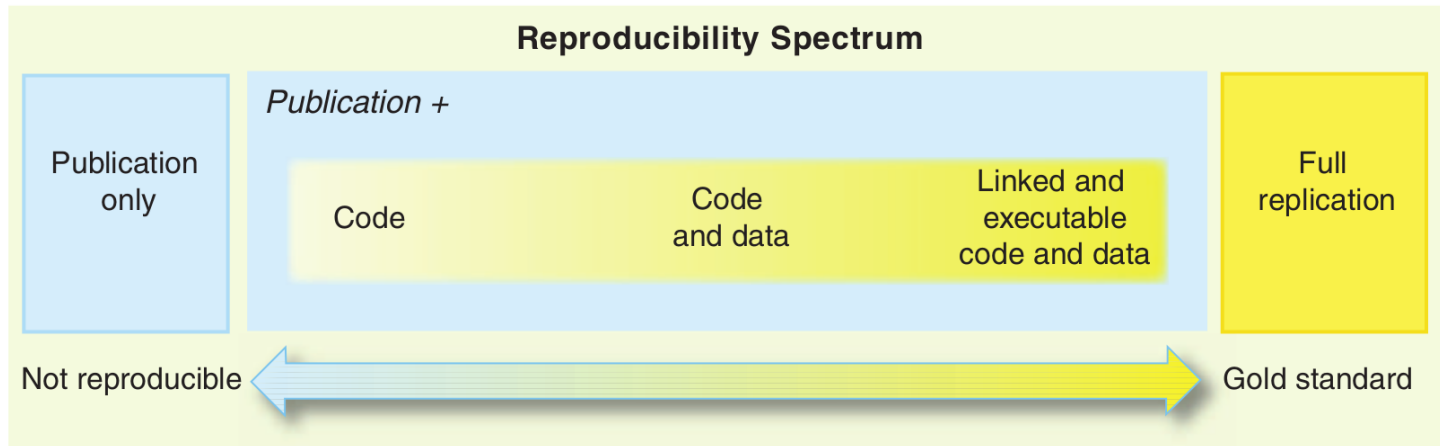 Reproducibility Spectrum
Publication +
Publication
only
Code
Code
and data
Linked and
executable
code and data
Full
replication
Not reproducible
Gold standard